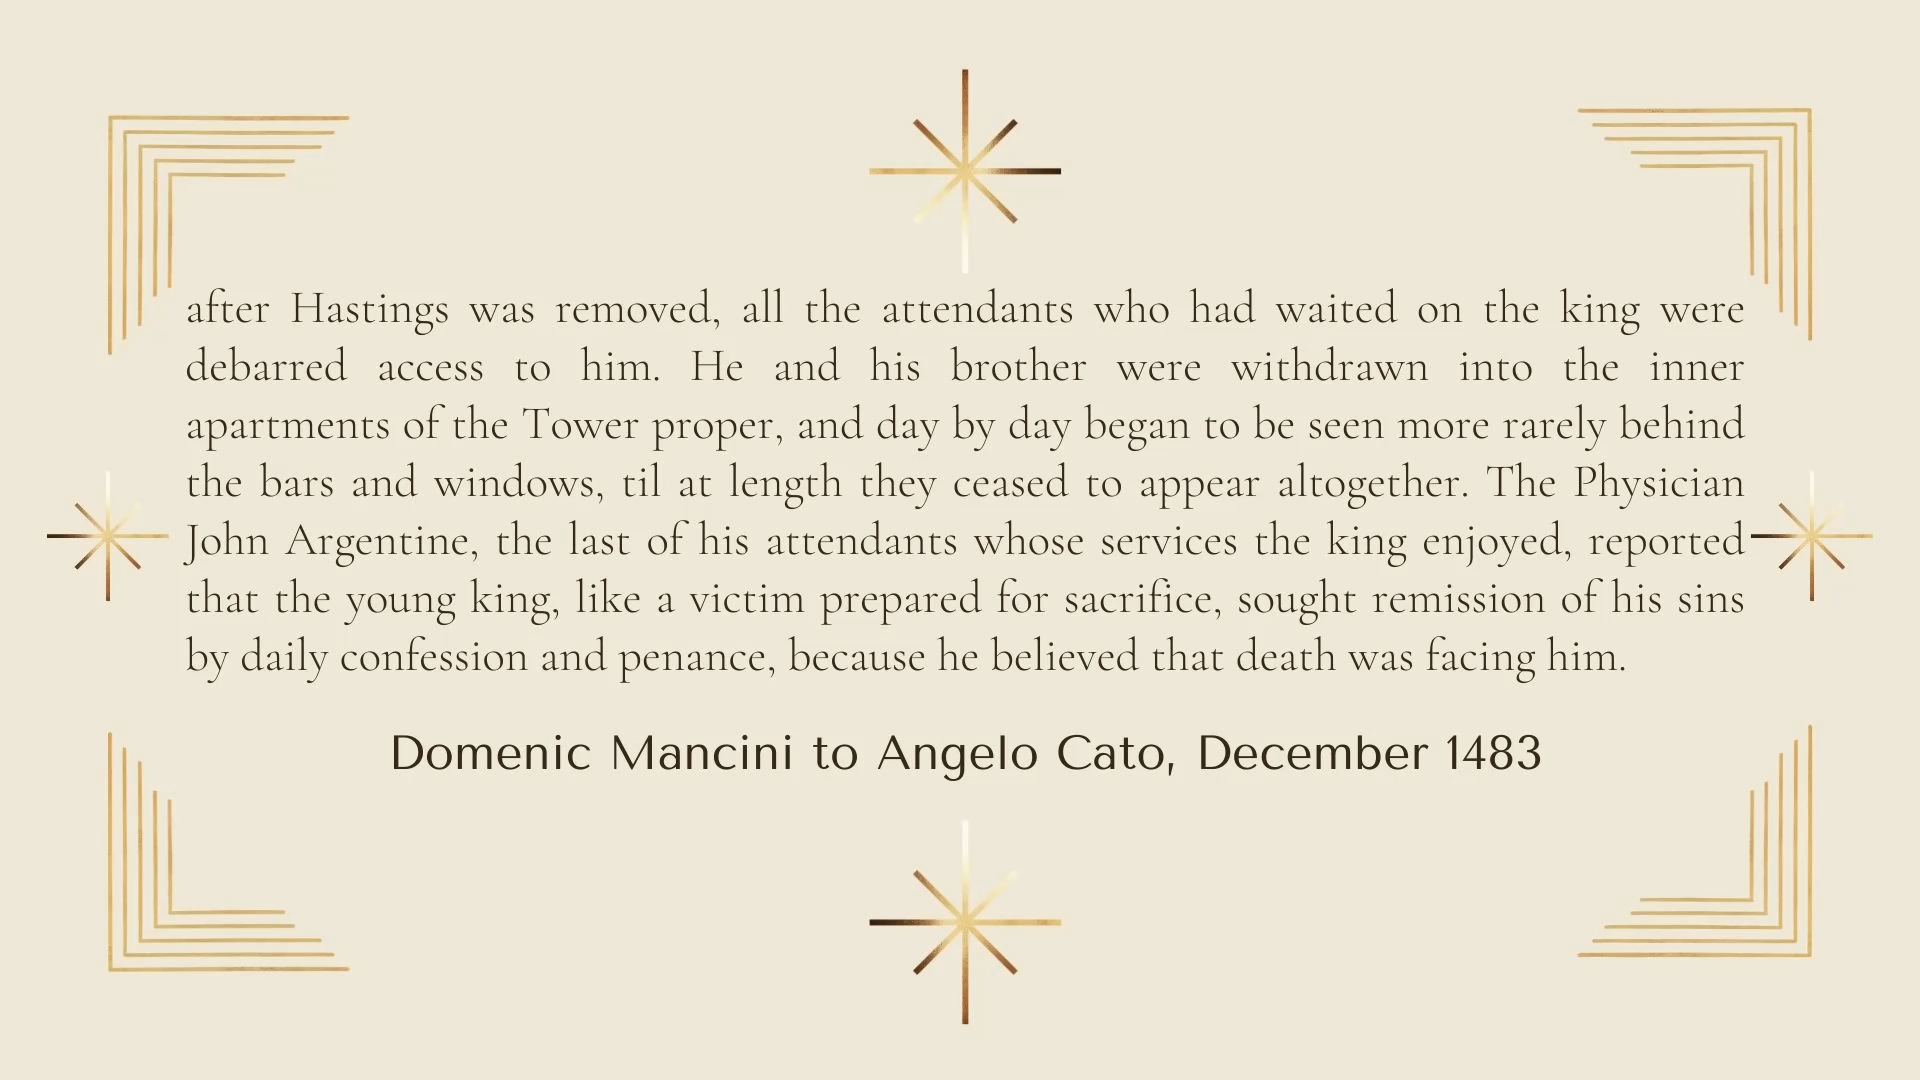 after Hastings was removed, all the attendants who had waited on the king were
debarred access to him. He and his brother were withdrawn into the inner
apartments of the Tower proper, and day by day began to be seen more rarely behind
the bars and windows, til at length they ceased to appear altogether. The Physician
John Argentine, the last of his attendants whose services the king enjoyed, reported
that the young king, like a victim prepared for sacrifice, sought remission of his sins
by daily confession and penance, because he believed that death was facing him.
Domenic Mancini to Angelo Cato, December 1483